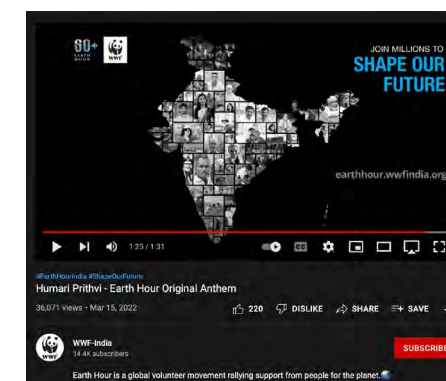 60+
EARTH
HOUR
WWF
JOIN MILLIONS TO
SHAPE OUR
FUTURE
earthhour.wwfindia.org
1:25 / 1:31
#EarthHourIndia #ShapeOurFuture
Humari Prithvi - Earth Hour Original Anthem
36,071 views • Mar 15, 2022
220 DISLIKE SHARE SAVE
WWF-India
14.4K subscribers
SUBSCRIBE
Earth Hour is a global volunteer movement rallying support from people for the planet.